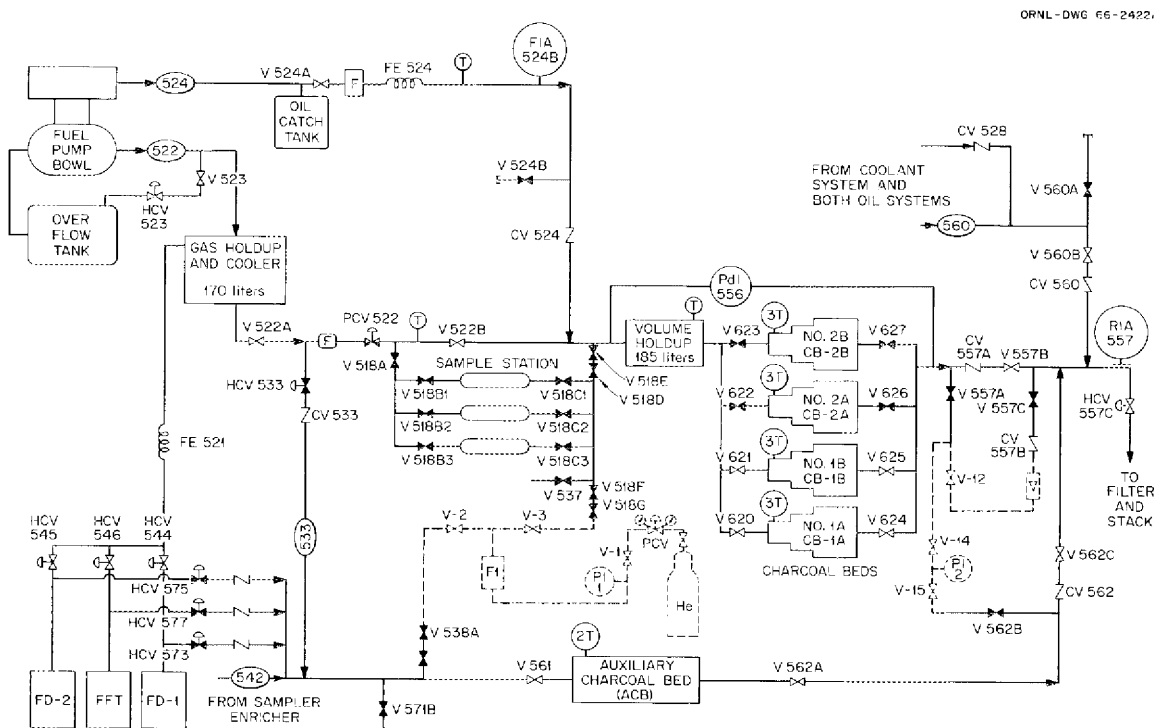 ORNL-DWG 66-2422
FIA
524B
V 524A
FE 524
T
524
F
OIL
CATCH
TANK
FUEL
PUMP
BOWL
522
V 523
HCV
523
OVER
FLOW
TANK
V 524B
CV 524
CV 528
FROM COOLANT
SYSTEM AND
BOTH OIL SYSTEMS
560
V 560A
V 560B
CV 560
GAS HOLDUP
AND COOLER
170 liters
PdI
556
RIA
557
V 522A
F
PCV 522
T
V 522B
T
VOLUME
HOLDUP
185 liters
V 623
3T
NO. 2B
CB-2B
V 627
CV
557A
V 557B
V 518A
SAMPLE STATION
V 518E
V 518D
HCV 533
V 518B1
V 518C1
V 622
3T
NO. 2A
CB-2A
V 626
V 557A
V 557C
HCV
557C
CV 533
V 518B2
V 518C2
FE 521
V 518B3
V 518C3
V 621
3T
NO. 1B
CB-1B
V 625
CV
557B
V-12
TO
FILTER
AND
STACK
V 537
V 518F
V 518G
V 620
3T
NO. 1A
CB-1A
V 624
CHARCOAL BEDS
HCV
545
HCV
546
HCV
544
533
V-2
V-3
V-1
PCV
F1
PI
1
He
V-14
PI
2
V-15
V 562C
CV 562
HCV 575
HCV 577
HCV 573
V 538A
V 562B
2T
FD-2
FFT
FD-1
542
FROM SAMPLER
ENRICHER
V 571B
V 561
AUXILIARY
CHARCOAL BED
(ACB)
V 562A